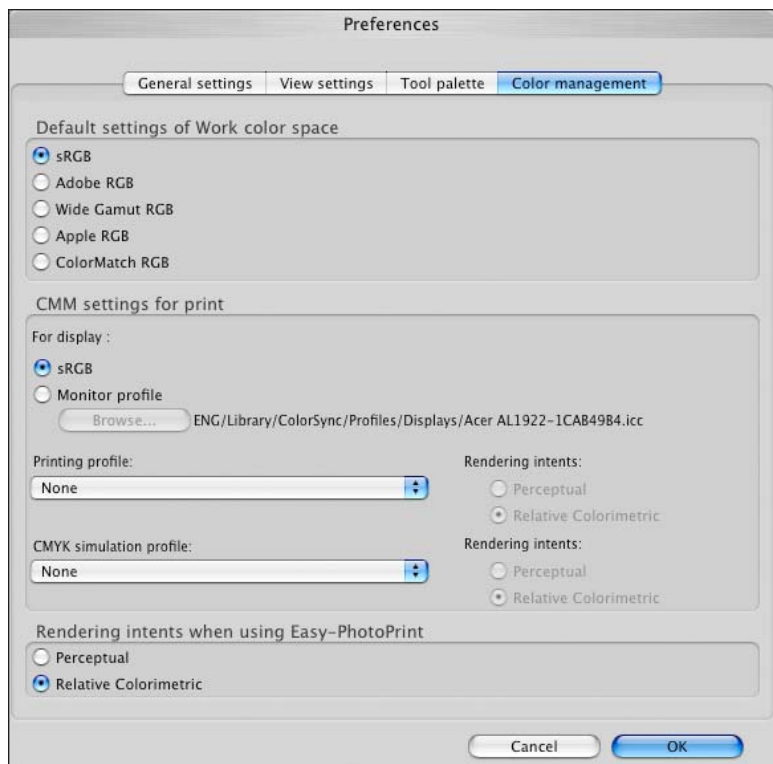 Preferences
General settings
View settings
Tool palette
Color management
Default settings of Work color space
sRGB
Adobe RGB
Wide Gamut RGB
Apple RGB
ColorMatch RGB
CMM settings for print
For display :
sRGB
Monitor profile
Browse... ENG/Library/ColorSync/Profiles/Displays/Acer AL1922-1CAB49B4.icc
Printing profile:
None
Rendering intents:
Perceptual
Relative Colorimetric
CMYK simulation profile:
None
Rendering intents:
Perceptual
Relative Colorimetric
Rendering intents when using Easy-PhotoPrint
Perceptual
Relative Colorimetric
Cancel
OK